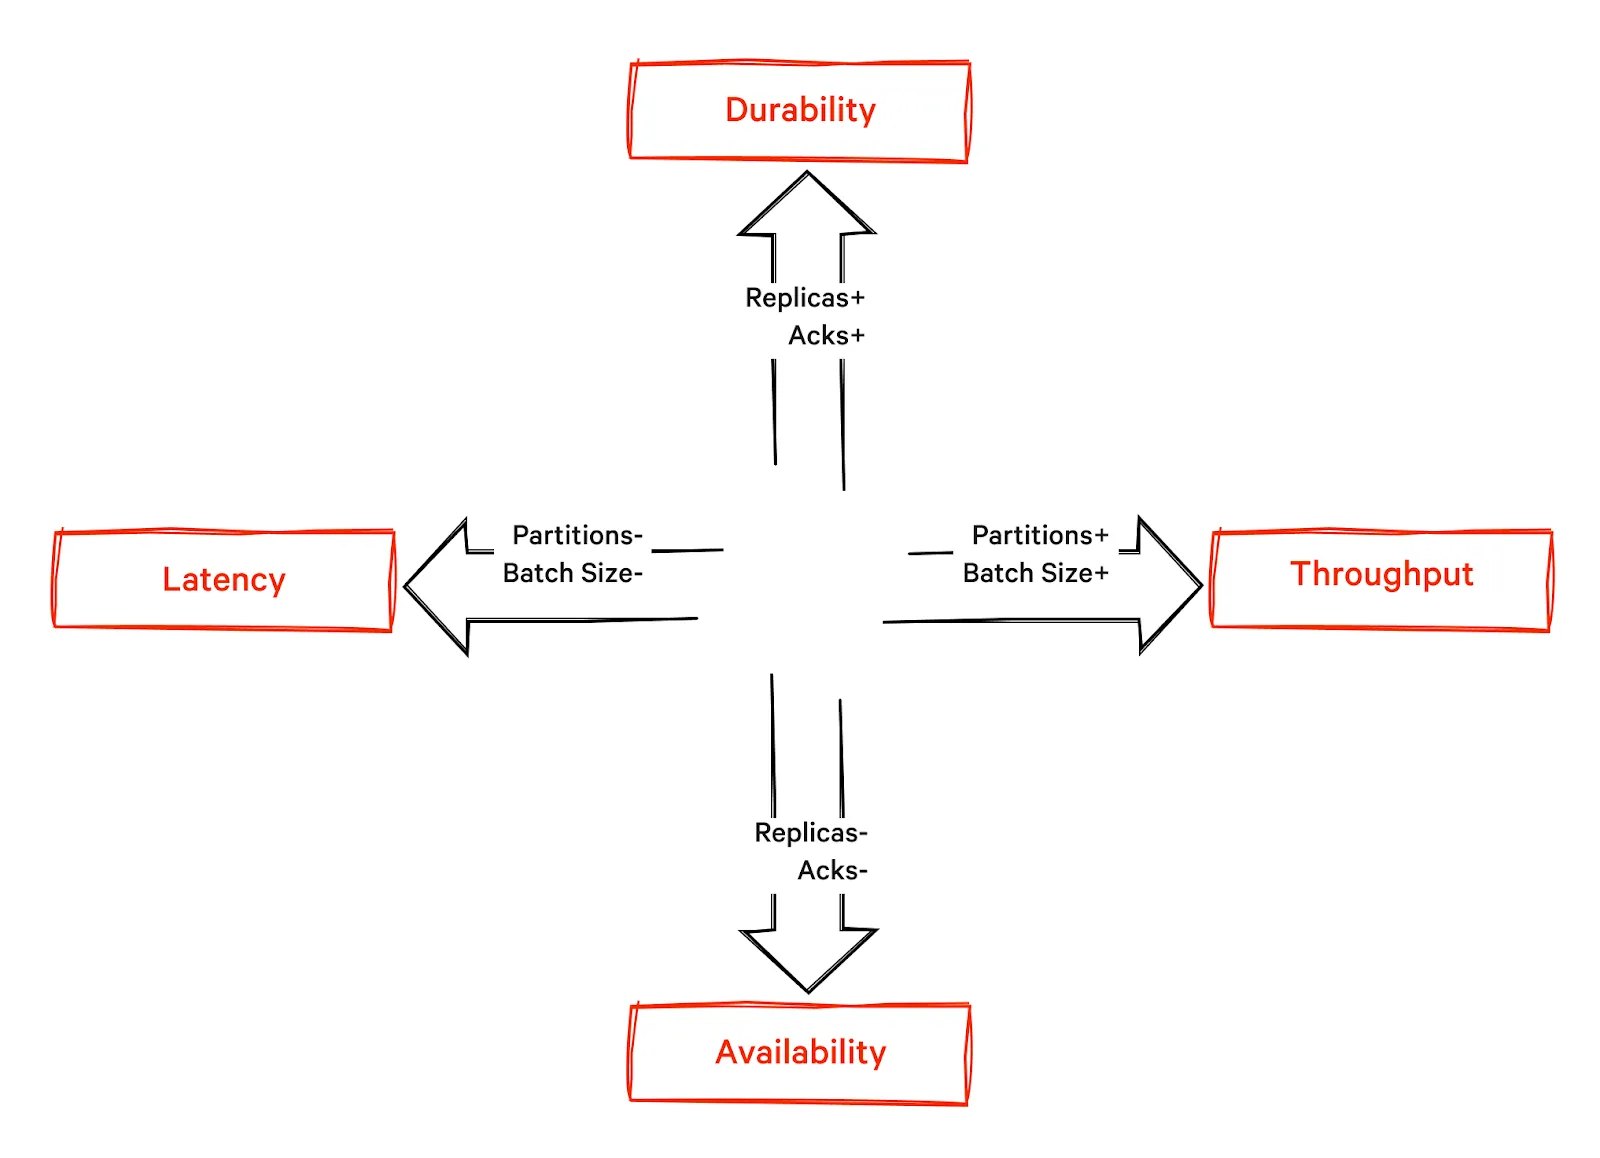 Durability
Replicas+
Acks+
Partitions-
Batch Size-
Partitions+
Batch Size+
Latency
Throughput
Replicas-
Acks-
Availability